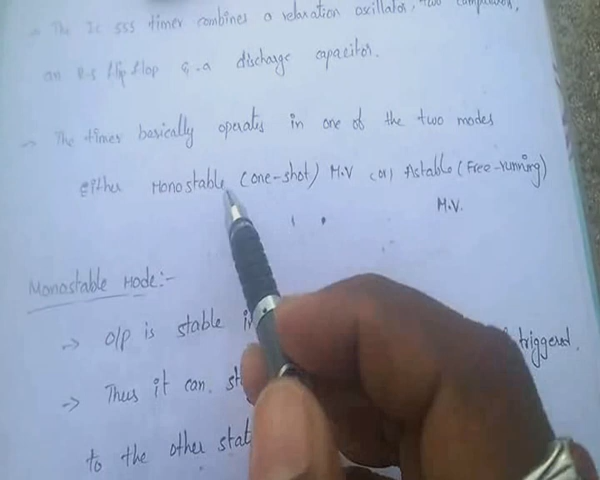 → The Ic 555 timer combines a relaxation oscillator, two comparators,
an R-S flip flop & a discharge capacitor.
→ The timer basically operates in one of the two modes
either Monostable (one-shot) M.V (or) Astable (Free-running)
M.V.
Monostable Mode:-
→ O/p is stable in triggered.
→ Thus it can
to the other